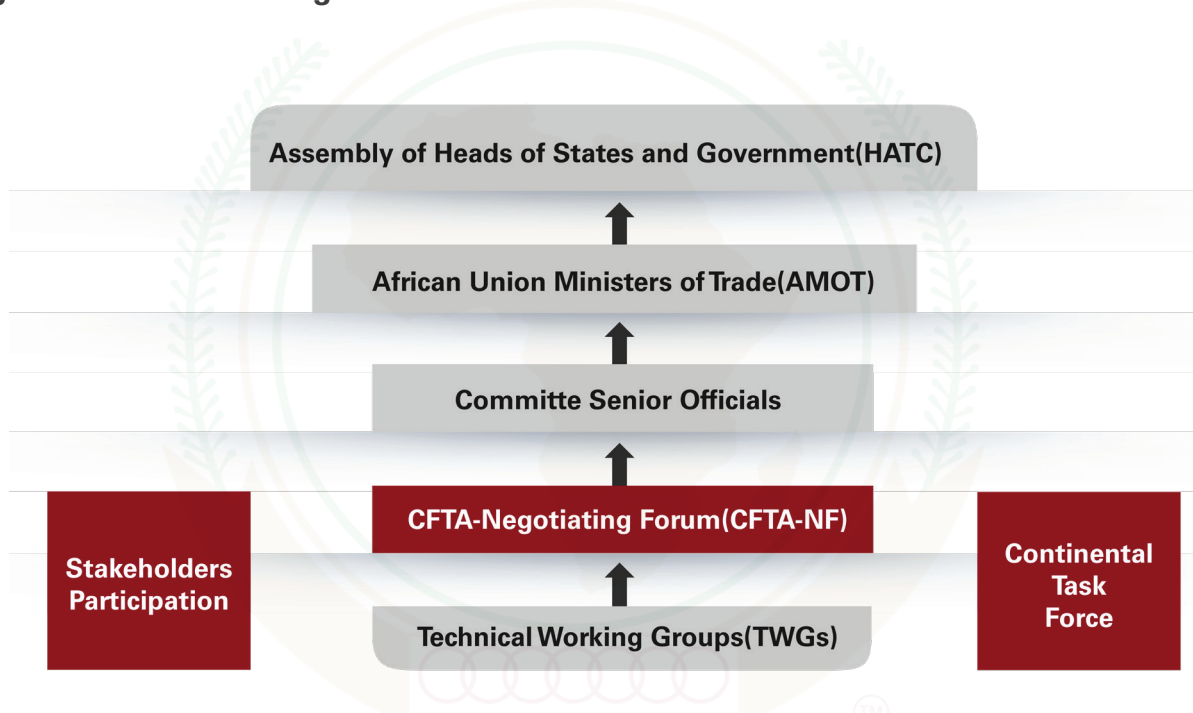 Assembly of Heads of States and Government(HATC)
African Union Ministers of Trade(AMOT)
Committe Senior Officials
CFTA-Negotiating Forum(CFTA-NF)
Stakeholders
Participation
Continental
Task
Force
Technical Working Groups(TWGs)
TM